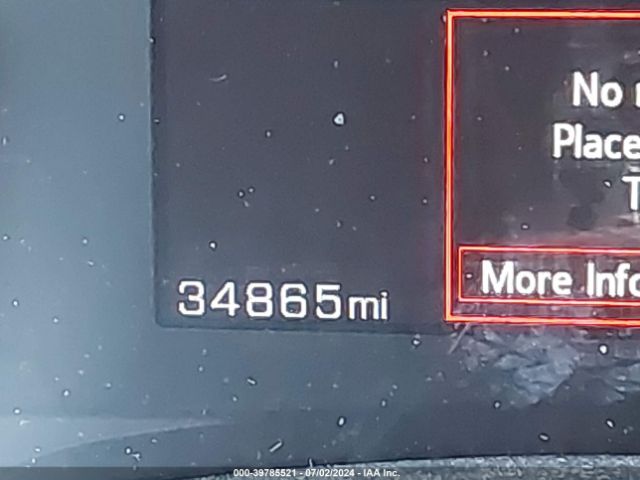 34865mi
No
Place
More Info
000-39785521 - 07/02/2024 - IAA Inc.